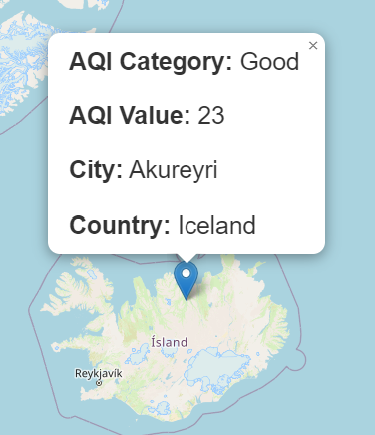 ×
AQI Category: Good
AQI Value: 23
City: Akureyri
Country: Iceland
Ísland
Reykjavík